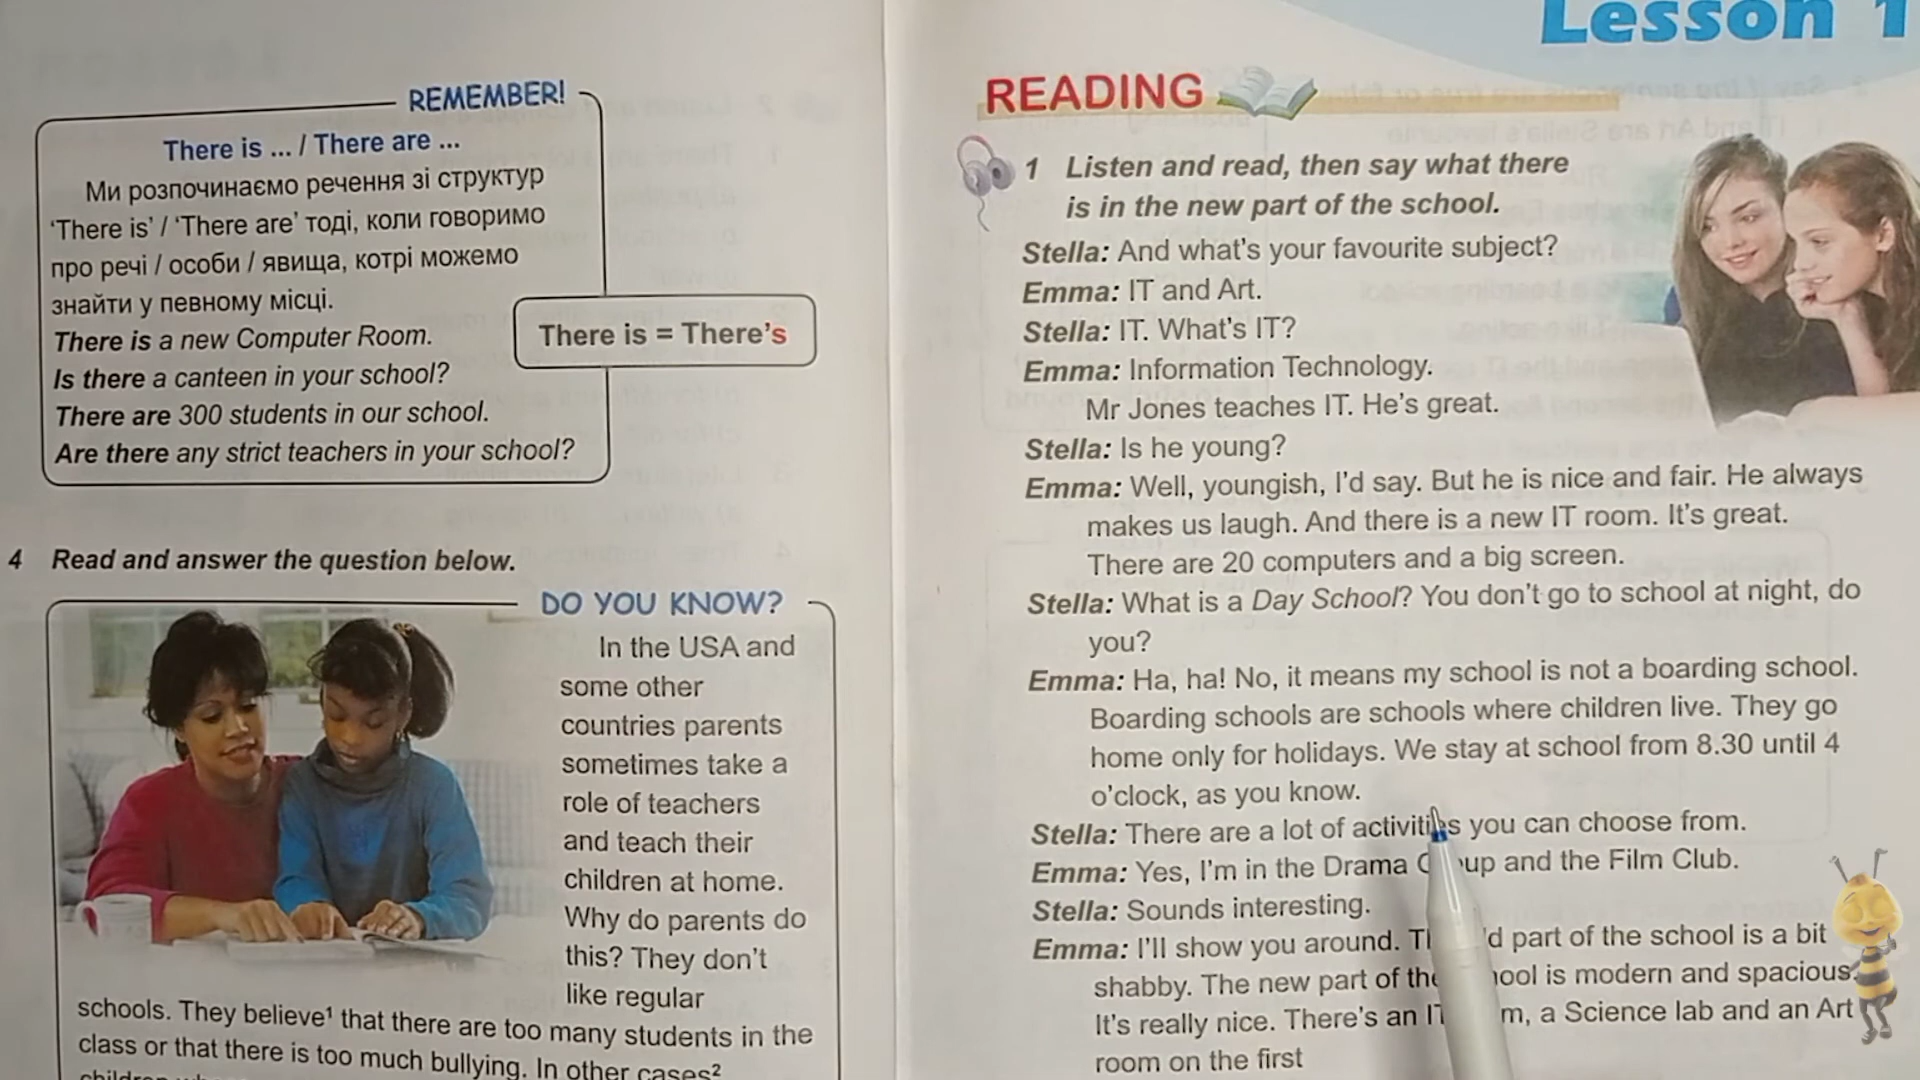 REMEMBER!
There is ... / There are ...
Ми розпочинаємо речення зі структур
‘There is’ / ‘There are’ тоді, коли говоримо
про речі / особи / явища, котрі можемо
знайти у певному місці.
There is a new Computer Room.
Is there a canteen in your school?
There are 300 students in our school.
Are there any strict teachers in your school?
There is = There’s
4 Read and answer the question below.
DO YOU KNOW?
In the USA and
some other
countries parents
sometimes take a
role of teachers
and teach their
children at home.
Why do parents do
this? They don’t
like regular
schools. They believe¹ that there are too many students in the
class or that there is too much bullying. In other cases²
Lesson 1
READING
1 Listen and read, then say what there
is in the new part of the school.
Stella: And what’s your favourite subject?
Emma: IT and Art.
Stella: IT. What’s IT?
Emma: Information Technology.
Mr Jones teaches IT. He’s great.
Stella: Is he young?
Emma: Well, youngish, I’d say. But he is nice and fair. He always
makes us laugh. And there is a new IT room. It’s great.
There are 20 computers and a big screen.
Stella: What is a Day School? You don’t go to school at night, do
you?
Emma: Ha, ha! No, it means my school is not a boarding school.
Boarding schools are schools where children live. They go
home only for holidays. We stay at school from 8.30 until 4
o’clock, as you know.
Stella: There are a lot of activities you can choose from.
Emma: Yes, I’m in the Drama Group and the Film Club.
Stella: Sounds interesting.
Emma: I’ll show you around. part of the school is a bit
shabby. The new part of the school is modern and spacious.
It’s really nice. There’s an IT a Science lab and an Art
room on the first